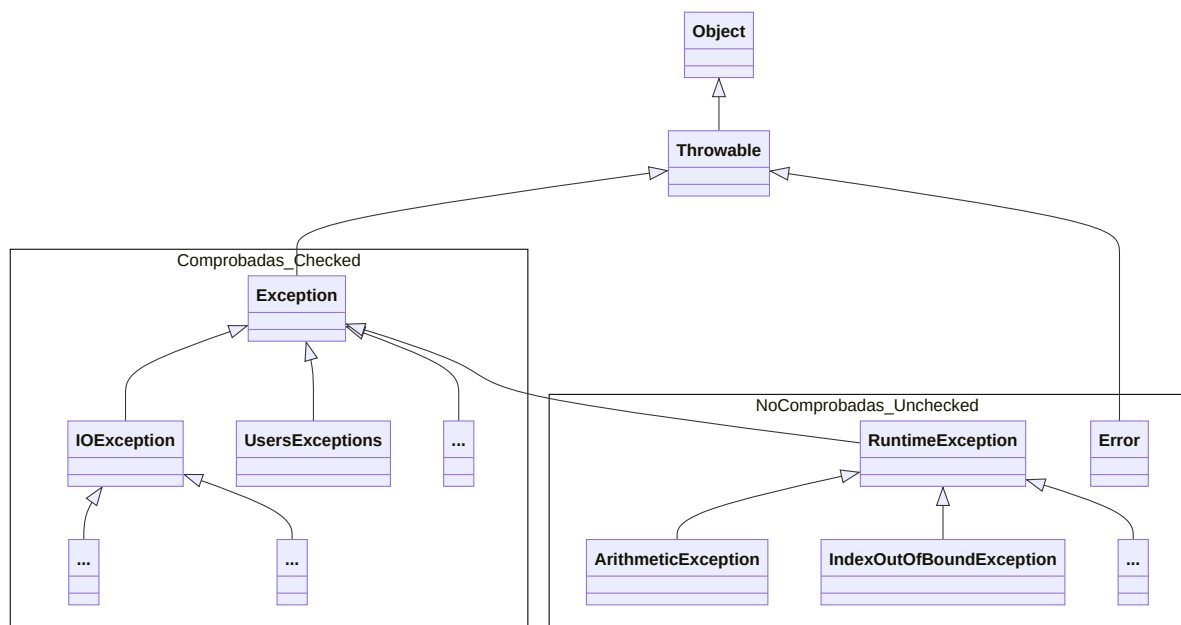 Object
Throwable
Comprobadas_Checked
Exception
NoComprobadas_Unchecked
IOException
UsersExceptions
...
RuntimeException
Error
...
...
ArithmeticException
IndexOutOfBoundException
...